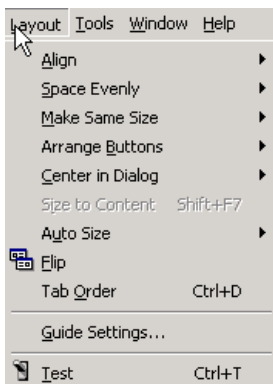 Layout Tools Window Help
Align
Space Evenly
Make Same Size
Arrange Buttons
Center in Dialog
Size to Content Shift+F7
Auto Size
Flip
Tab Order Ctrl+D
Guide Settings...
Test Ctrl+T